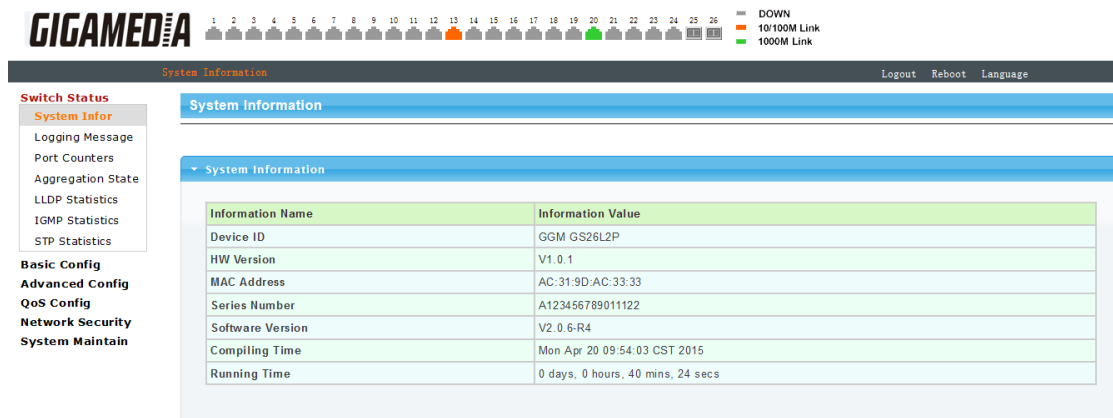 GIGAMEDIA
1 2 3 4 5 6 7 8 9 10 11 12 13 14 15 16 17 18 19 20 21 22 23 24 25 26
DOWN
10/100M Link
1000M Link
System Information
Logout Reboot Language
Switch Status
System Infor
Logging Message
Port Counters
Aggregation State
LLDP Statistics
IGMP Statistics
STP Statistics
Basic Config
Advanced Config
QoS Config
Network Security
System Maintain
System Information
System Information
Information Name Information Value
Device ID GGM GS26L2P
HW Version V1.0.1
MAC Address AC:31:9D:AC:33:33
Series Number A123456789011122
Software Version V2.0.6-R4
Compiling Time Mon Apr 20 09:54:03 CST 2015
Running Time 0 days, 0 hours, 40 mins, 24 secs